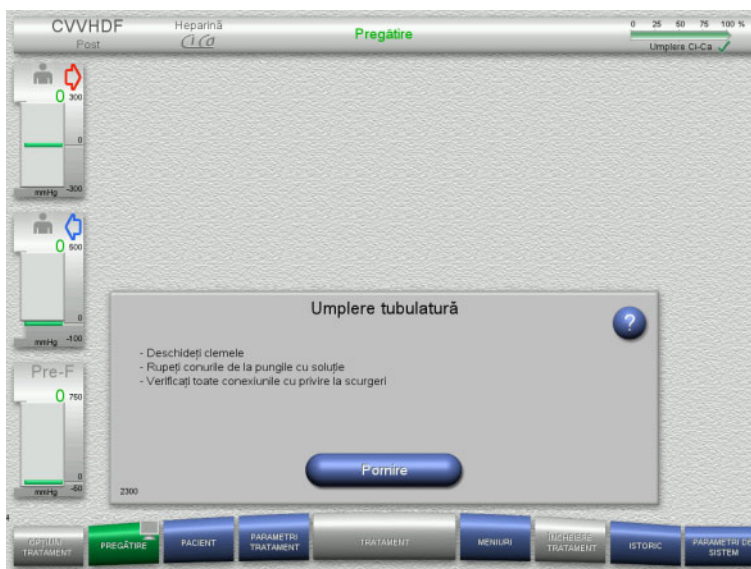 CVVHDF
Post
Heparină
Ci Ca
Pregătire
0 25 50 75 100 %
Umplere Ci-Ca
0 300
0
mmHg -300
0 500
0
mmHg -100
Pre-F
0 750
0
mmHg -50
Umplere tubulatură
?
- Deschideți clemele
- Rupeți conurile de la pungile cu soluție
- Verificați toate conexiunile cu privire la scurgeri
Pornire
2300
4
OPȚIUNI TRATAMENT
PREGĂTIRE
PACIENT
PARAMETRI TRATAMENT
TRATAMENT
MENIURI
ÎNCHEIERE TRATAMENT
ISTORIC
PARAMETRI DE SISTEM